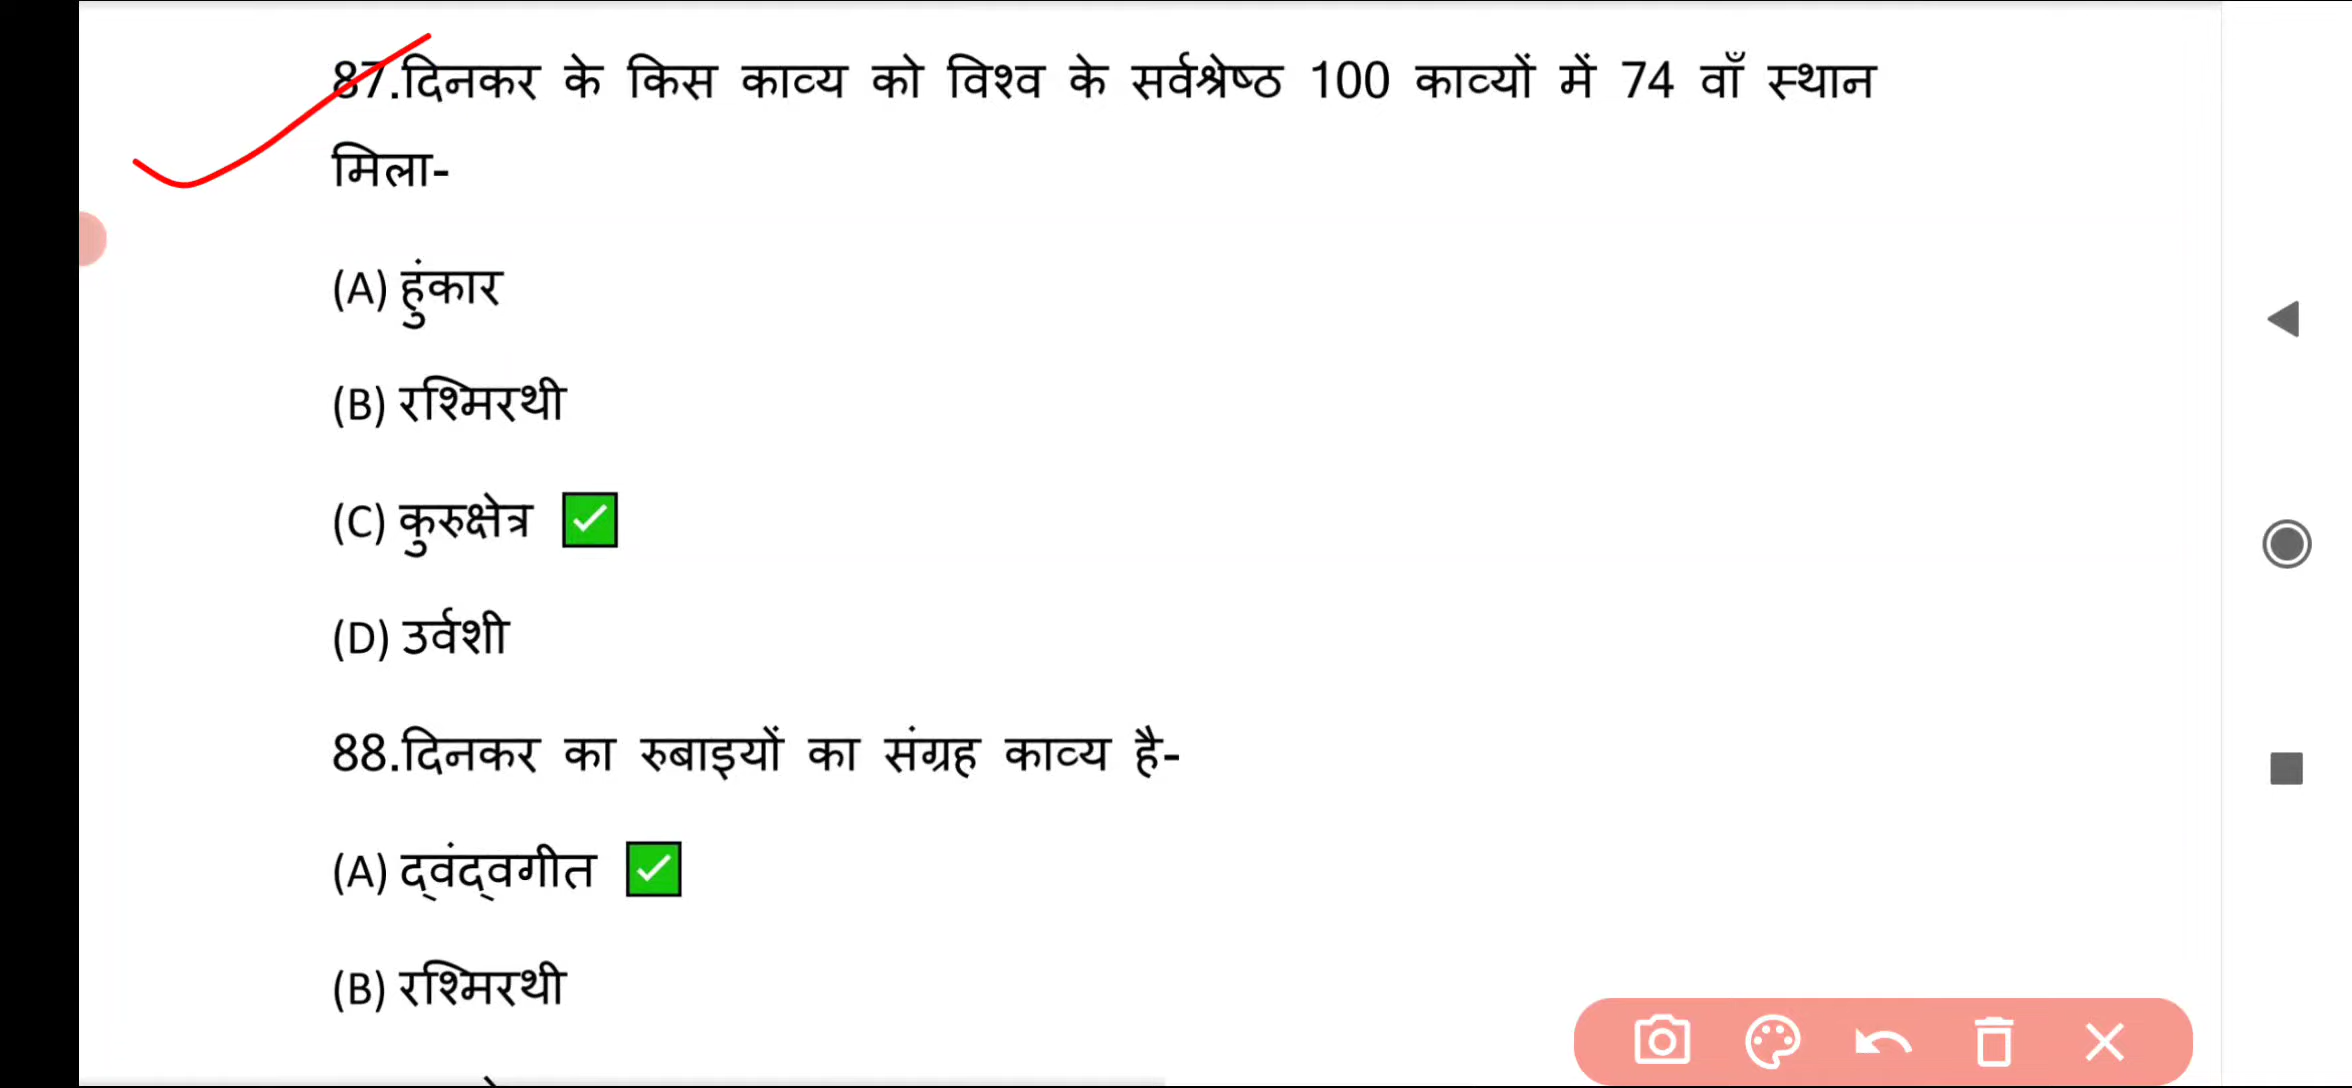 87.दिनकर के किस काव्य को विश्व के सर्वश्रेष्ठ 100 काव्यों में 74 वाँ स्थान
मिला-
(A) हुंकार
(B) रश्मिरथी
(C) कुरुक्षेत्र ✅
(D) उर्वशी
88.दिनकर का रुबाइयों का संग्रह काव्य है-
(A) द्वंद्वगीत ✅
(B) रश्मिरथी